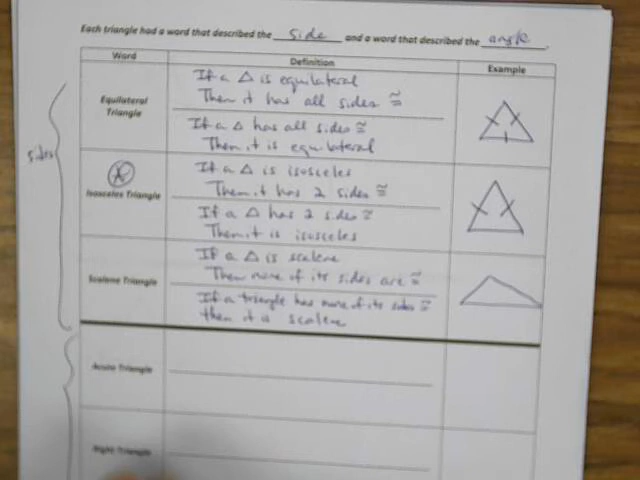 Each triangle had a word that described the side and a word that described the angle.
Word Definition Example
Equilateral Triangle
If a △ is equilateral
Then it has all sides ≅
If a △ has all sides ≅
Then it is equilateral
sides
Isosceles Triangle
If a △ is isosceles
Then it has 2 sides ≅
If a △ has 2 sides ≅
Then it is isosceles
Scalene Triangle
If a △ is scalene
Then none of its sides are ≅
If a triangle has none of its sides ≅
then it is scalene
Acute Triangle
Right Triangle